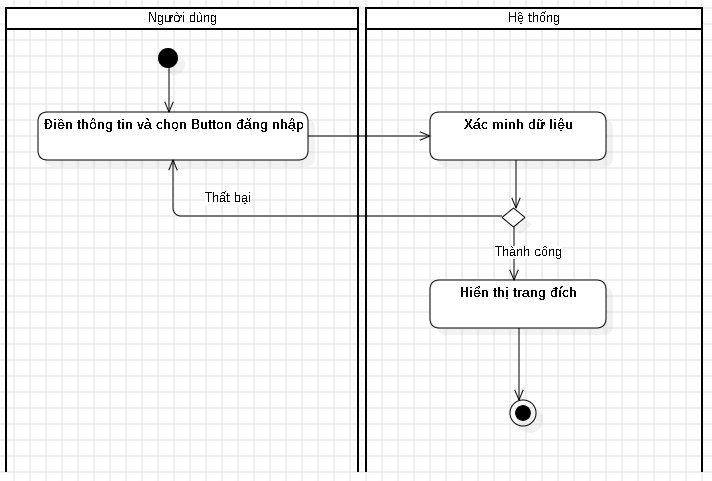 Người dùng
Hệ thống
Điền thông tin và chọn Button đăng nhập
Xác minh dữ liệu
Thất bại
Thành công
Hiển thị trang đích